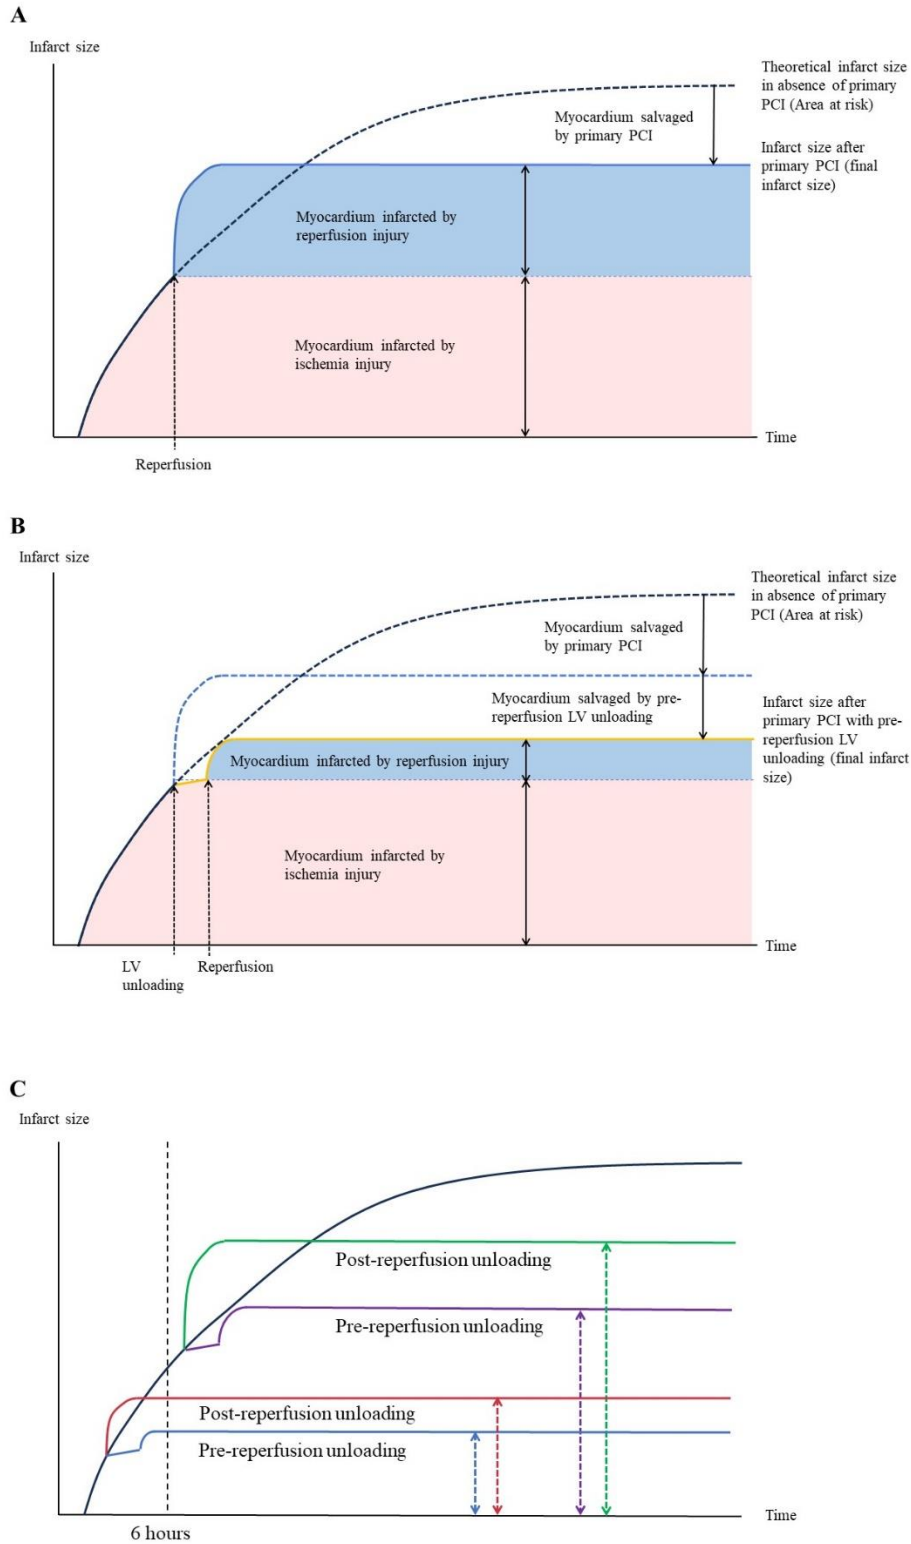 A
Infarct size
Theoretical infarct size
in absence of primary
PCI (Area at risk)
Myocardium salvaged
by primary PCI
Infarct size after
primary PCI (final
infarct size)
Myocardium infarcted by
reperfusion injury
Myocardium infarcted by
ischemia injury
Time
Reperfusion
B
Infarct size
Theoretical infarct size
in absence of primary
PCI (Area at risk)
Myocardium salvaged
by primary PCI
Myocardium salvaged by pre-
reperfusion LV unloading
Infarct size after
primary PCI with pre-
reperfusion LV
unloading (final infarct
size)
Myocardium infarcted by reperfusion injury
Myocardium infarcted by
ischemia injury
Time
LV
unloading
Reperfusion
C
Infarct size
Post-reperfusion unloading
Pre-reperfusion unloading
Post-reperfusion unloading
Pre-reperfusion unloading
Time
6 hours